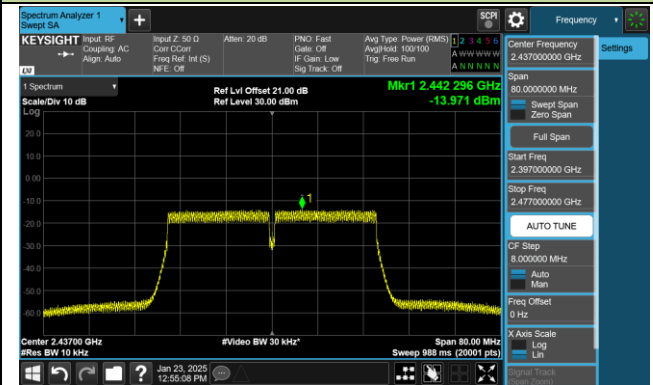 Spectrum Analyzer 1
Swept SA
+
SCPI
Frequency
KEYSIGHT
Input: RF
Coupling: AC
Align: Auto
Input Z: 50 Ω
Corr CCorr
Freq Ref: Int (S)
NFE: Off
Atten: 20 dB
PNO: Fast
Gate: Off
IF Gain: Low
Sig Track: Off
Avg Type: Power (RMS)
Avg|Hold: 100/100
Trig: Free Run
1 2 3 4 5 6
A W W W W W
A N N N N N
LXI
1 Spectrum
Scale/Div 10 dB
Log
Ref Lvl Offset 21.00 dB
Ref Level 30.00 dBm
Mkr1 2.442 296 GHz
-13.971 dBm
20.0
10.0
0.00
-10.0
-20.0
-30.0
-40.0
-50.0
-60.0
1
Center 2.43700 GHz
#Res BW 10 kHz
#Video BW 30 kHz*
Span 80.00 MHz
Sweep 988 ms (20001 pts)
Center Frequency
2.437000000 GHz
Settings
Span
80.0000000 MHz
Swept Span
Zero Span
Full Span
Start Freq
2.397000000 GHz
Stop Freq
2.477000000 GHz
AUTO TUNE
CF Step
8.000000 MHz
Auto
Man
Freq Offset
0 Hz
X Axis Scale
Log
Lin
Signal Track
(Span Zoom)
?
Jan 23, 2025
12:55:08 PM